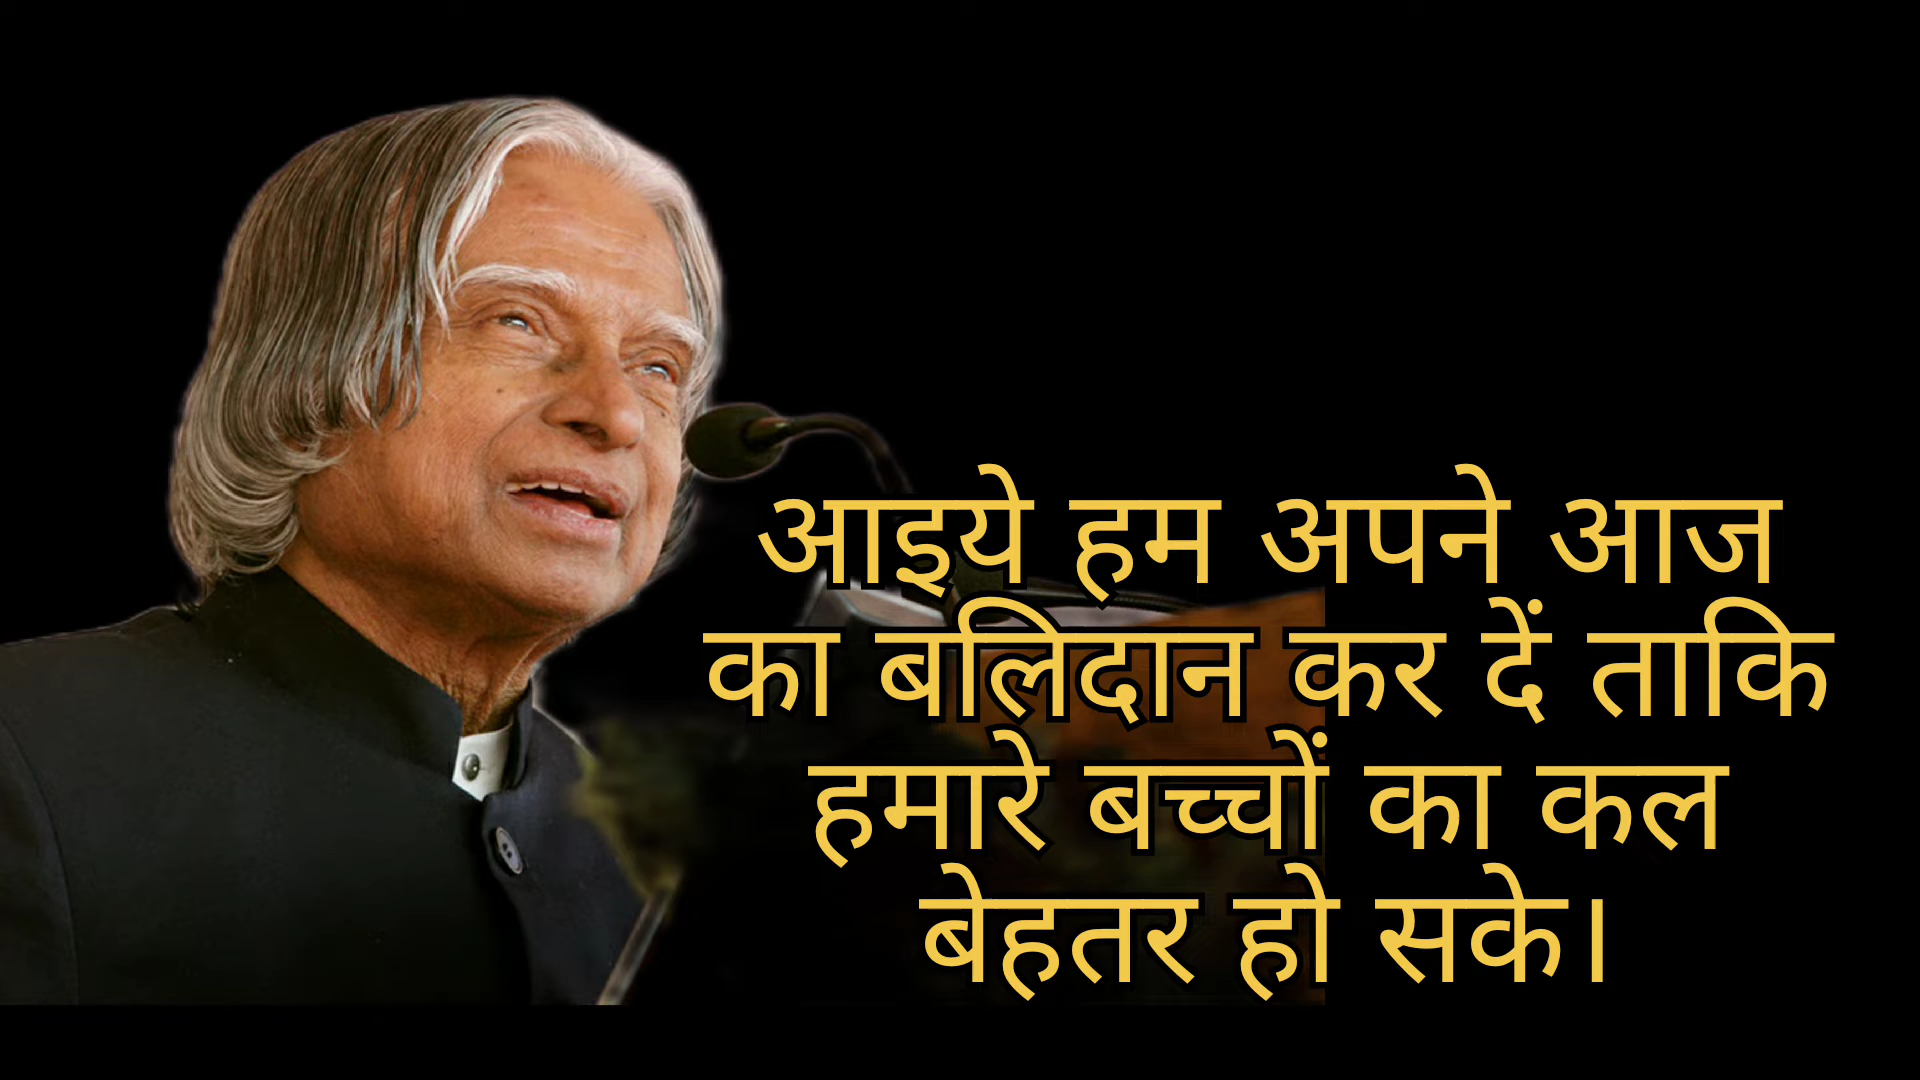 आइये हम अपने आज
का बलिदान कर दें ताकि
हमारे बच्चों का कल
बेहतर हो सके।